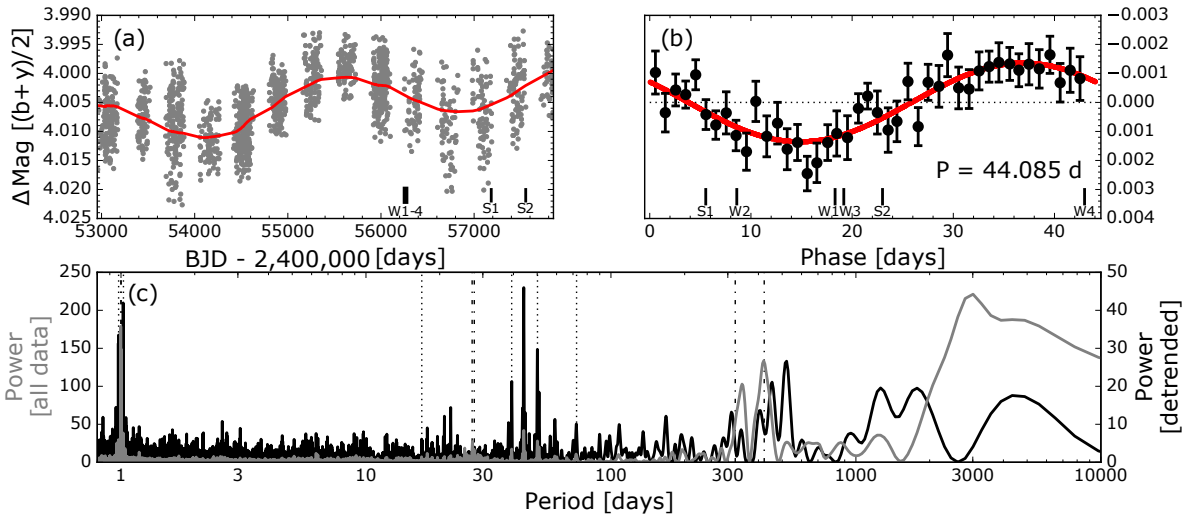 (a)
ΔMag [(b+y)/2]
3.990
3.995
4.000
4.005
4.010
4.015
4.020
4.025
W1-4
S1
S2
53000
54000
55000
56000
57000
BJD - 2,400,000 [days]
(b)
−0.003
−0.002
−0.001
0.000
0.001
0.002
0.003
0.004
P = 44.085 d
S1
W2
W1
W3
S2
W4
0
20
40
Phase [days]
(c)
Power
[all data]
250
200
150
100
50
0
50
40
30
20
10
0
Power
[detrended]
1
3
10
30
100
300
1000
3000
10000
Period [days]